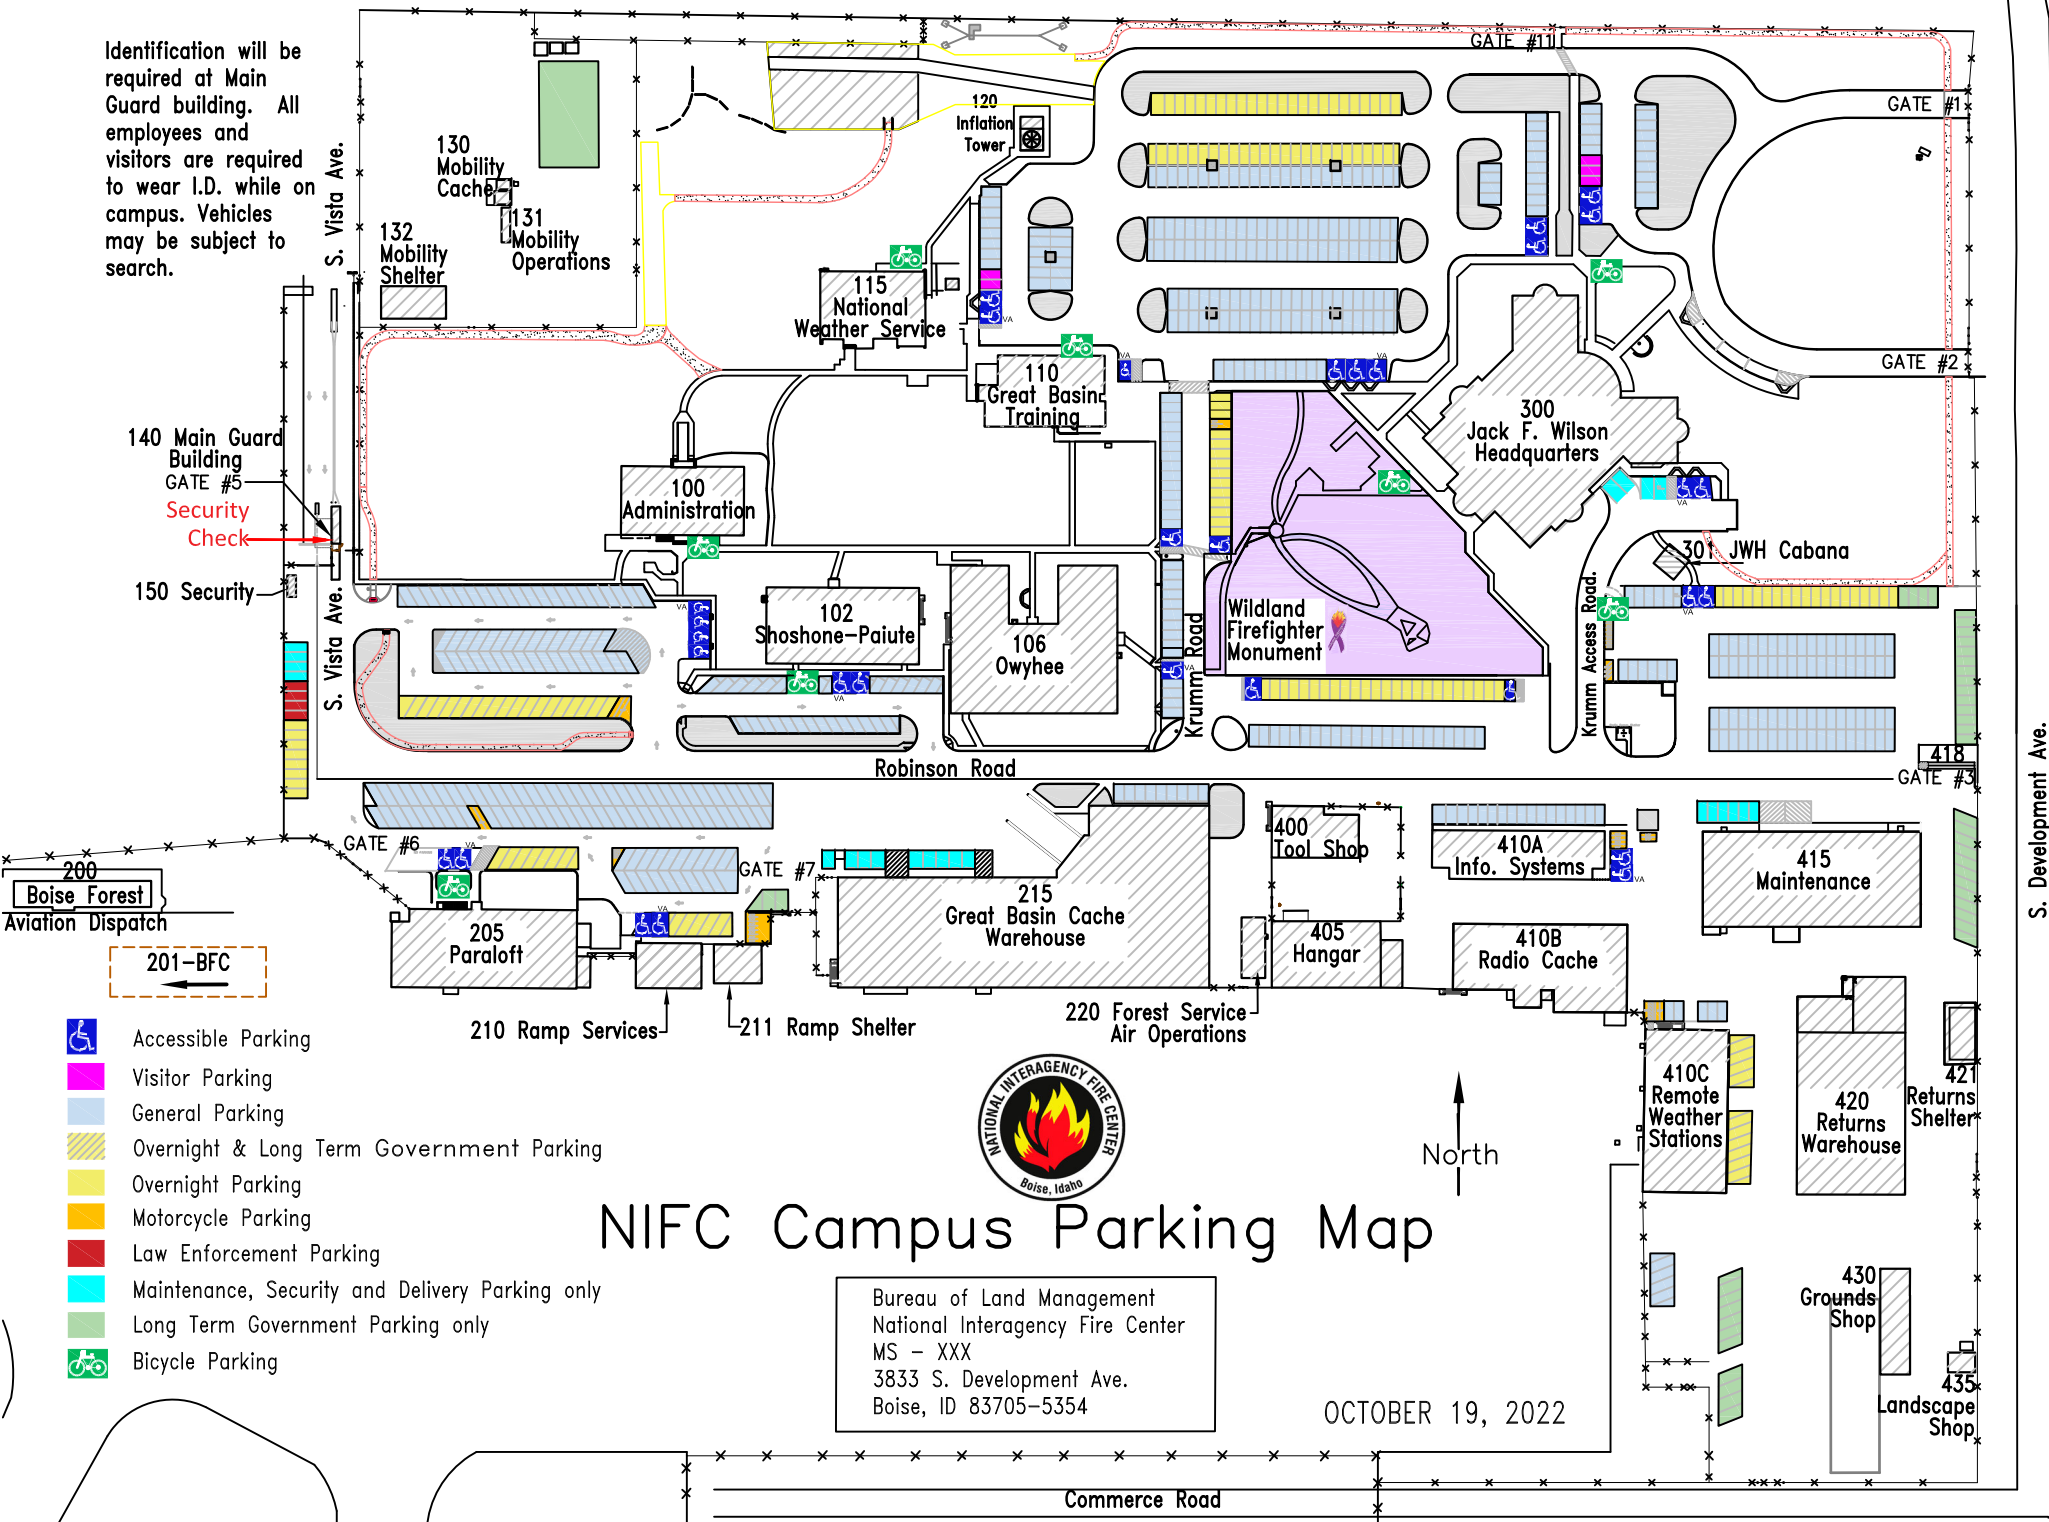 Identification will be
required at Main
Guard building.  All
employees and
visitors are required
to wear I.D. while on
campus. Vehicles
may be subject to
search.
S. Vista Ave.
130
Mobility
Cache
131
Mobility
Operations
132
Mobility
Shelter
120
Inflation
Tower
GATE #11
GATE #1
115
National
Weather Service
VA
110
Great Basin
Training
VA
VA
GATE #2
300
Jack F. Wilson
Headquarters
VA
140 Main Guard
Building
GATE #5
Security
Check
150 Security
100
Administration
301 JWH Cabana
VA
S. Vista Ave.
VA
102
Shoshone-Paiute
VA
106
Owyhee
VA
Krumm Road
Wildland
Firefighter
Monument
Krumm Access Road.
Robinson Road
418
GATE #3
S. Development Ave.
GATE #6
VA
GATE #7
200
Boise Forest
Aviation Dispatch
201-BFC
205
Paraloft
VA
210 Ramp Services
211 Ramp Shelter
215
Great Basin Cache
Warehouse
220 Forest Service
Air Operations
400
Tool Shop
405
Hangar
410A
Info. Systems
VA
410B
Radio Cache
415
Maintenance
410C
Remote
Weather
Stations
420
Returns
Warehouse
421
Returns
Shelter
430
Grounds
Shop
435
Landscape
Shop
Accessible Parking
Visitor Parking
General Parking
Overnight & Long Term Government Parking
Overnight Parking
Motorcycle Parking
Law Enforcement Parking
Maintenance, Security and Delivery Parking only
Long Term Government Parking only
Bicycle Parking
NATIONAL INTERAGENCY FIRE CENTER
Boise, Idaho
North
NIFC Campus Parking Map
Bureau of Land Management
National Interagency Fire Center
MS - XXX
3833 S. Development Ave.
Boise, ID 83705-5354
OCTOBER 19, 2022
Commerce Road